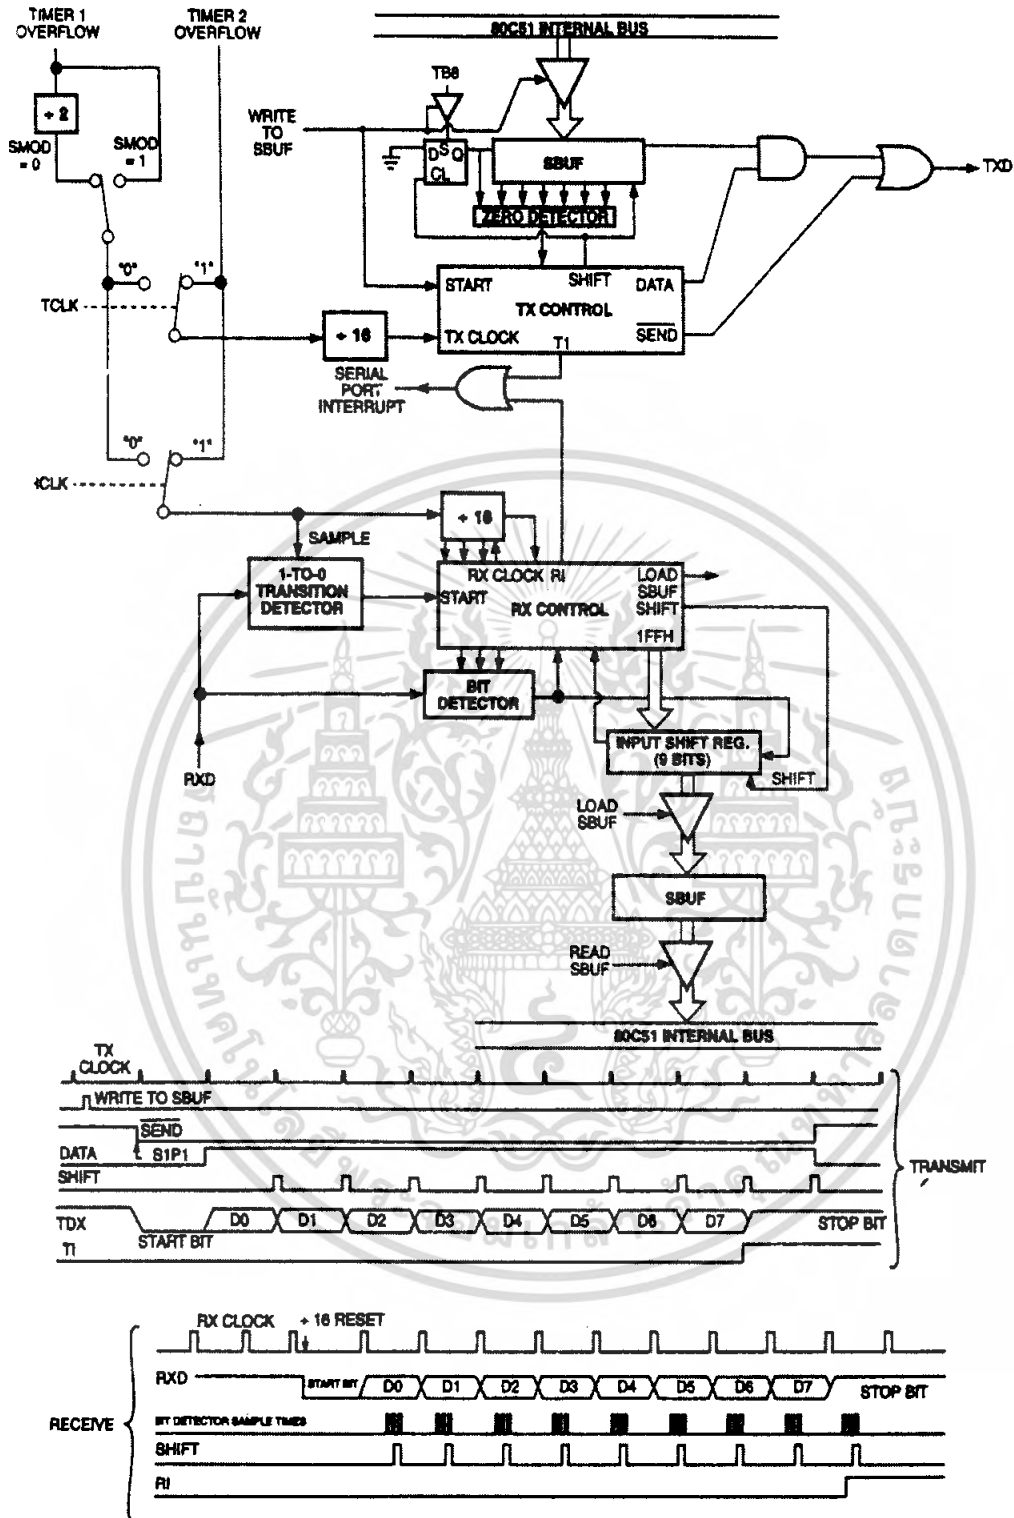 TIMER 1
OVERFLOW
TIMER 2
OVERFLOW
80C51 INTERNAL BUS
TB8
÷ 2
WRITE
TO
SBUF
SMOD
= 0
SMOD
= 1
D S Q
CL
SBUF
TXD
ZERO DETECTOR
"0"
"1"
START
SHIFT
DATA
TCLK
TX CONTROL
÷ 16
TX CLOCK
T1
SEND
SERIAL
PORT
INTERRUPT
"0"
"1"
CLK
÷ 16
SAMPLE
1-TO-0
TRANSITION
DETECTOR
RX CLOCK
RI
LOAD
SBUF
START
SHIFT
RX CONTROL
1FFH
BIT
DETECTOR
INPUT SHIFT REG.
(9 BITS)
SHIFT
RXD
LOAD
SBUF
SBUF
READ
SBUF
80C51 INTERNAL BUS
TX
CLOCK
WRITE TO SBUF
SEND
DATA
S1P1
TRANSMIT
SHIFT
TDX
D0
D1
D2
D3
D4
D5
D6
D7
STOP BIT
START BIT
TI
RX CLOCK
÷ 16 RESET
RXD
START BIT
D0
D1
D2
D3
D4
D5
D6
D7
STOP BIT
RECEIVE
BIT DETECTOR SAMPLE TIMES
SHIFT
RI